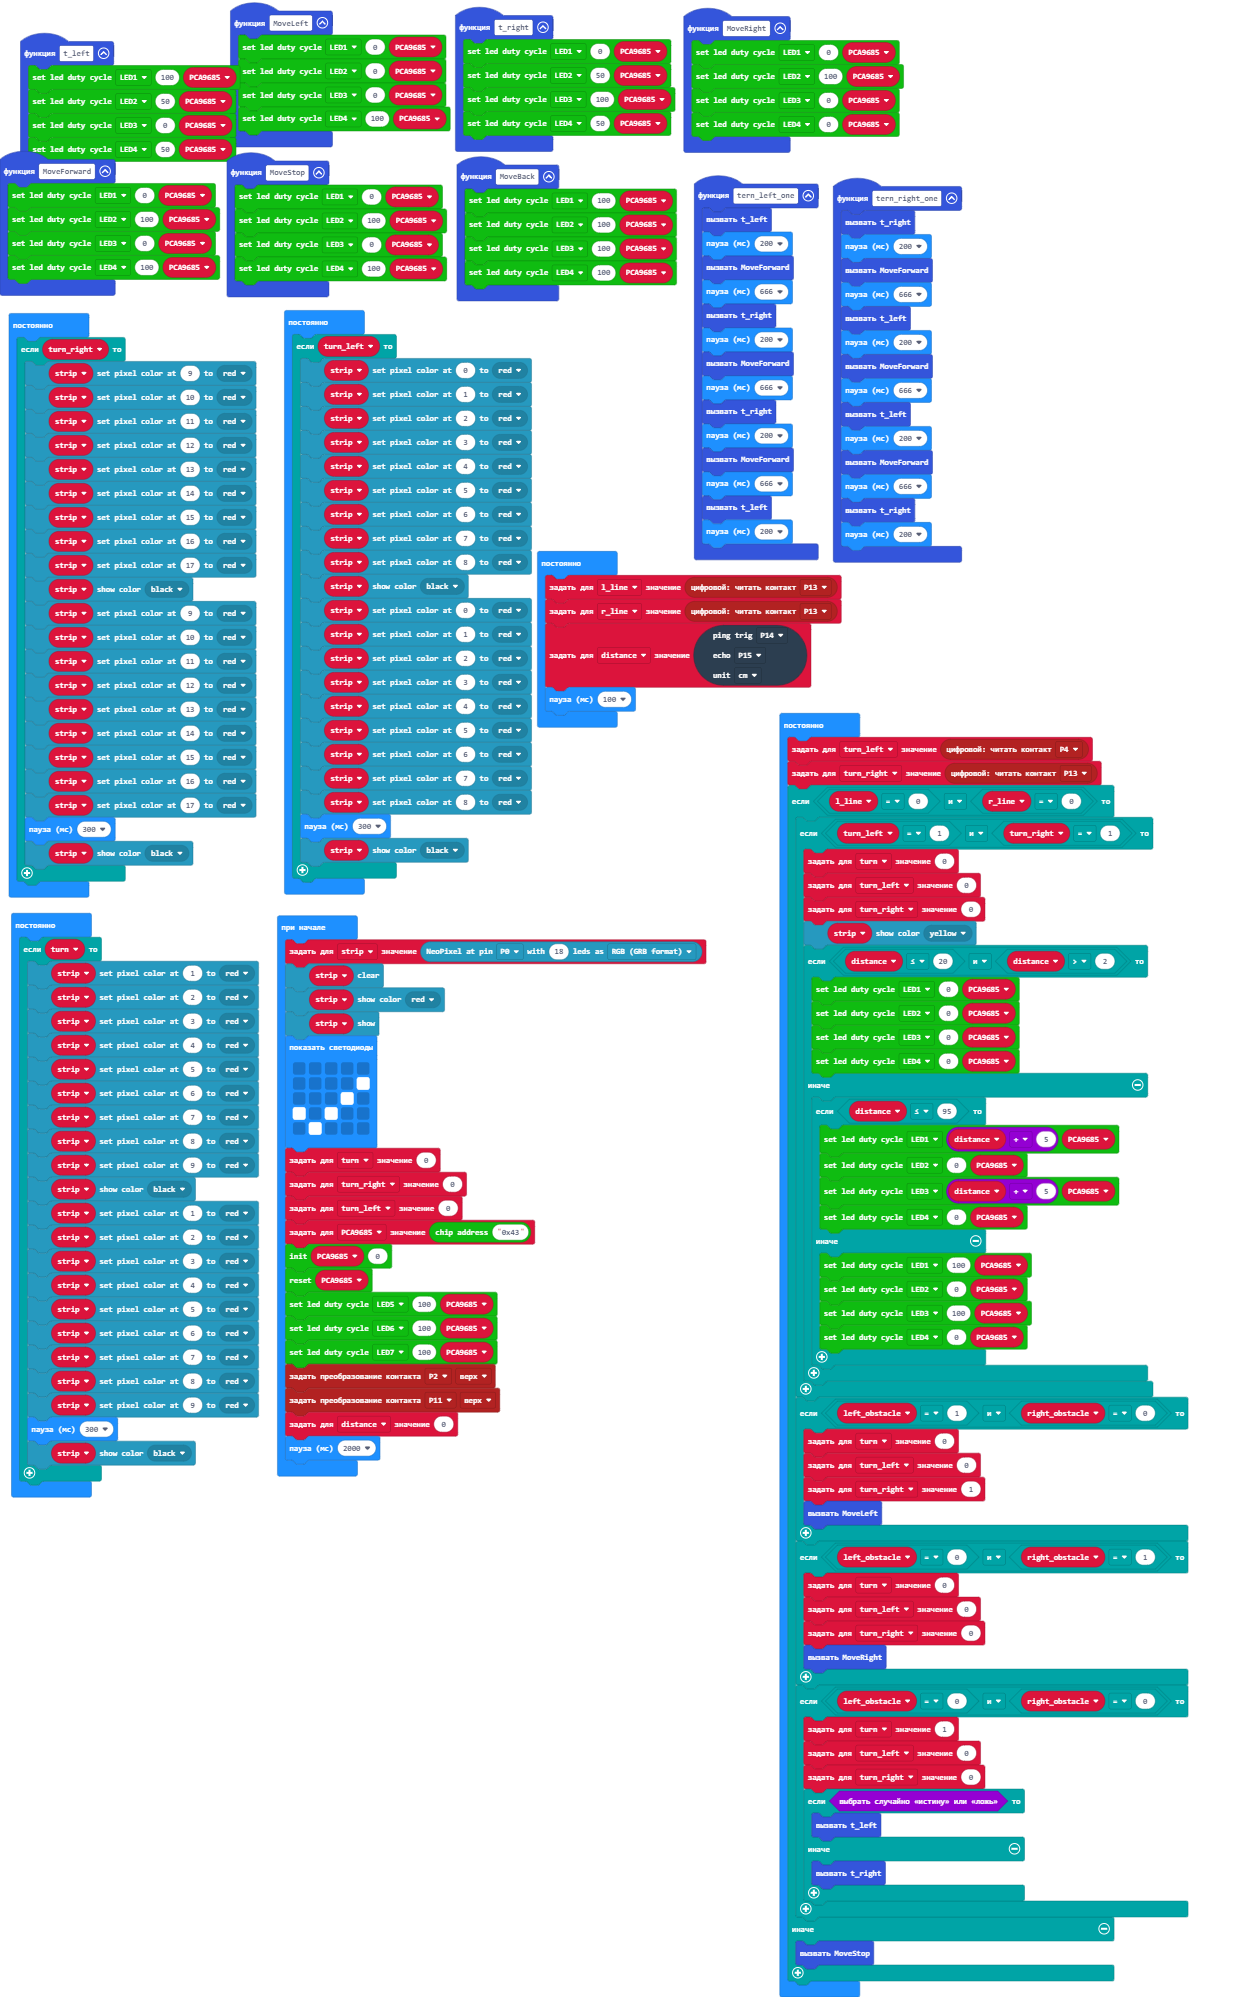 функция t_left
set led duty cycle LED1 100 PCA9685
set led duty cycle LED2 50 PCA9685
set led duty cycle LED3 0 PCA9685
set led duty cycle LED4 50 PCA9685
функция MoveLeft
set led duty cycle LED1 0 PCA9685
set led duty cycle LED2 0 PCA9685
set led duty cycle LED3 0 PCA9685
set led duty cycle LED4 100 PCA9685
функция t_right
set led duty cycle LED1 0 PCA9685
set led duty cycle LED2 50 PCA9685
set led duty cycle LED3 100 PCA9685
set led duty cycle LED4 50 PCA9685
функция MoveRight
set led duty cycle LED1 0 PCA9685
set led duty cycle LED2 100 PCA9685
set led duty cycle LED3 0 PCA9685
set led duty cycle LED4 0 PCA9685
функция MoveForward
set led duty cycle LED1 0 PCA9685
set led duty cycle LED2 100 PCA9685
set led duty cycle LED3 0 PCA9685
set led duty cycle LED4 100 PCA9685
функция MoveStop
set led duty cycle LED1 0 PCA9685
set led duty cycle LED2 100 PCA9685
set led duty cycle LED3 0 PCA9685
set led duty cycle LED4 100 PCA9685
функция MoveBack
set led duty cycle LED1 100 PCA9685
set led duty cycle LED2 100 PCA9685
set led duty cycle LED3 100 PCA9685
set led duty cycle LED4 100 PCA9685
функция tern_left_one
вызвать t_left
пауза (мс) 200
вызвать MoveForward
пауза (мс) 666
вызвать t_right
пауза (мс) 200
вызвать MoveForward
пауза (мс) 666
вызвать t_right
пауза (мс) 200
вызвать MoveForward
пауза (мс) 666
вызвать t_left
пауза (мс) 200
функция tern_right_one
вызвать t_right
пауза (мс) 200
вызвать MoveForward
пауза (мс) 666
вызвать t_left
пауза (мс) 200
вызвать MoveForward
пауза (мс) 666
вызвать t_left
пауза (мс) 200
вызвать MoveForward
пауза (мс) 666
вызвать t_right
пауза (мс) 200
постоянно
если turn_right то
strip set pixel color at 9 to red
strip set pixel color at 10 to red
strip set pixel color at 11 to red
strip set pixel color at 12 to red
strip set pixel color at 13 to red
strip set pixel color at 14 to red
strip set pixel color at 15 to red
strip set pixel color at 16 to red
strip set pixel color at 17 to red
strip show color black
strip set pixel color at 9 to red
strip set pixel color at 10 to red
strip set pixel color at 11 to red
strip set pixel color at 12 to red
strip set pixel color at 13 to red
strip set pixel color at 14 to red
strip set pixel color at 15 to red
strip set pixel color at 16 to red
strip set pixel color at 17 to red
пауза (мс) 300
strip show color black
постоянно
если turn_left то
strip set pixel color at 0 to red
strip set pixel color at 1 to red
strip set pixel color at 2 to red
strip set pixel color at 3 to red
strip set pixel color at 4 to red
strip set pixel color at 5 to red
strip set pixel color at 6 to red
strip set pixel color at 7 to red
strip set pixel color at 8 to red
strip show color black
strip set pixel color at 0 to red
strip set pixel color at 1 to red
strip set pixel color at 2 to red
strip set pixel color at 3 to red
strip set pixel color at 4 to red
strip set pixel color at 5 to red
strip set pixel color at 6 to red
strip set pixel color at 7 to red
strip set pixel color at 8 to red
пауза (мс) 300
strip show color black
постоянно
задать для l_line значение цифровой: читать контакт P13
задать для r_line значение цифровой: читать контакт P13
ping trig P14
задать для distance значение echo P15
unit cm
пауза (мс) 100
постоянно
если turn то
strip set pixel color at 1 to red
strip set pixel color at 2 to red
strip set pixel color at 3 to red
strip set pixel color at 4 to red
strip set pixel color at 5 to red
strip set pixel color at 6 to red
strip set pixel color at 7 to red
strip set pixel color at 8 to red
strip set pixel color at 9 to red
strip show color black
strip set pixel color at 1 to red
strip set pixel color at 2 to red
strip set pixel color at 3 to red
strip set pixel color at 4 to red
strip set pixel color at 5 to red
strip set pixel color at 6 to red
strip set pixel color at 7 to red
strip set pixel color at 8 to red
strip set pixel color at 9 to red
пауза (мс) 300
strip show color black
при начале
задать для strip значение NeoPixel at pin P0 with 18 leds as RGB (GRB format)
strip clear
strip show color red
strip show
показать светодиоды
задать для turn значение 0
задать для turn_right значение 0
задать для turn_left значение 0
задать для PCA9685 значение chip address "0x43"
init PCA9685 0
reset PCA9685
set led duty cycle LED5 100 PCA9685
set led duty cycle LED6 100 PCA9685
set led duty cycle LED7 100 PCA9685
задать преобразование контакта P2 верх
задать преобразование контакта P11 верх
задать для distance значение 0
пауза (мс) 2000
постоянно
задать для turn_left значение цифровой: читать контакт P4
задать для turn_right значение цифровой: читать контакт P13
если l_line = 0 и r_line = 0 то
если turn_left = 1 и turn_right = 1 то
задать для turn значение 0
задать для turn_left значение 0
задать для turn_right значение 0
strip show color yellow
если distance ≤ 20 и distance > 2 то
set led duty cycle LED1 0 PCA9685
set led duty cycle LED2 0 PCA9685
set led duty cycle LED3 0 PCA9685
set led duty cycle LED4 0 PCA9685
иначе
если distance ≤ 95 то
set led duty cycle LED1 distance ÷ 5 PCA9685
set led duty cycle LED2 0 PCA9685
set led duty cycle LED3 distance ÷ 5 PCA9685
set led duty cycle LED4 0 PCA9685
иначе
set led duty cycle LED1 100 PCA9685
set led duty cycle LED2 0 PCA9685
set led duty cycle LED3 100 PCA9685
set led duty cycle LED4 0 PCA9685
если left_obstacle = 1 и right_obstacle = 0 то
задать для turn значение 0
задать для turn_left значение 0
задать для turn_right значение 1
вызвать MoveLeft
если left_obstacle = 0 и right_obstacle = 1 то
задать для turn значение 0
задать для turn_left значение 0
задать для turn_right значение 0
вызвать MoveRight
если left_obstacle = 0 и right_obstacle = 0 то
задать для turn значение 1
задать для turn_left значение 0
задать для turn_right значение 0
если выбрать случайно «истину» или «ложь» то
вызвать t_left
иначе
вызвать t_right
иначе
вызвать MoveStop